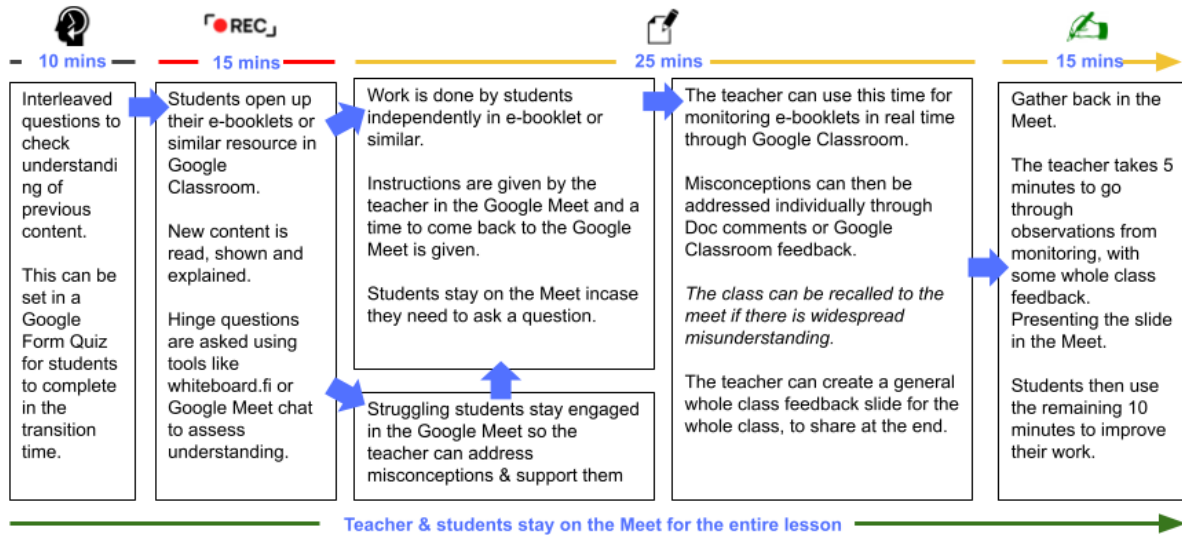 REC
10 mins
15 mins
25 mins
15 mins
Interleaved
questions to
check
understandi
ng of
previous
content.
This can be
set in a
Google
Form Quiz
for students
to complete
in the
transition
time.
Students open up
their e-booklets or
similar resource in
Google
Classroom.
New content is
read, shown and
explained.
Hinge questions
are asked using
tools like
whiteboard.fi or
Google Meet chat
to assess
understanding.
Work is done by students
independently in e-booklet or
similar.
Instructions are given by the
teacher in the Google Meet and a
time to come back to the Google
Meet is given.
Students stay on the Meet incase
they need to ask a question.
Struggling students stay engaged
in the Google Meet so the
teacher can address
misconceptions & support them
The teacher can use this time for
monitoring e-booklets in real time
through Google Classroom.
Misconceptions can then be
addressed individually through
Doc comments or Google
Classroom feedback.
The class can be recalled to the
meet if there is widespread
misunderstanding.
The teacher can create a general
whole class feedback slide for the
whole class, to share at the end.
Gather back in the
Meet.
The teacher takes 5
minutes to go
through
observations from
monitoring, with
some whole class
feedback.
Presenting the slide
in the Meet.
Students then use
the remaining 10
minutes to improve
their work.
Teacher & students stay on the Meet for the entire lesson